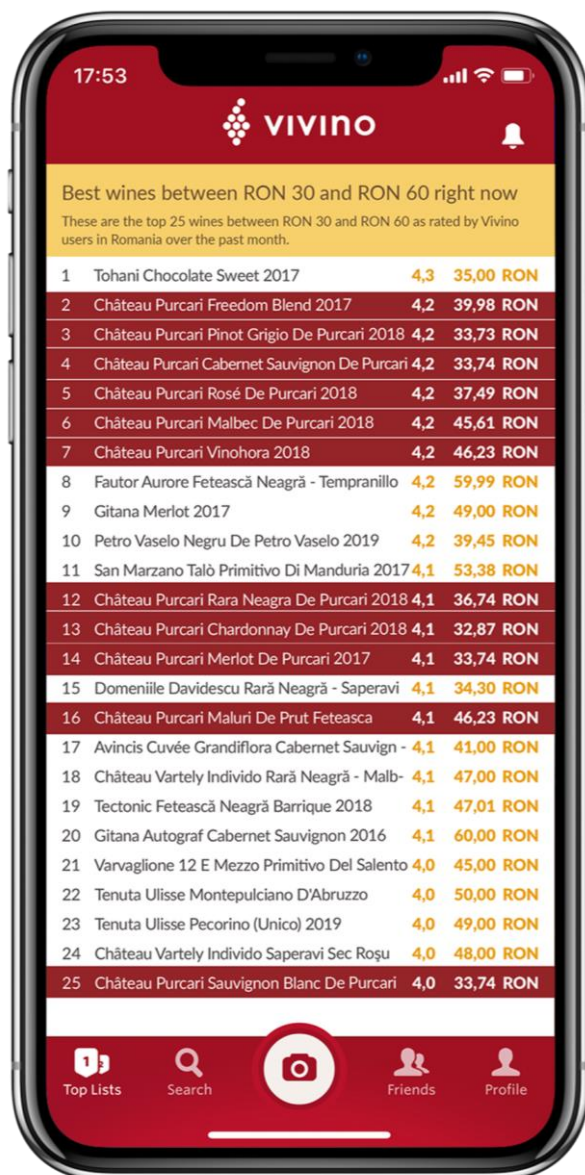 17:53
VIVINO
Best wines between RON 30 and RON 60 right now
These are the top 25 wines between RON 30 and RON 60 as rated by Vivino
users in Romania over the past month.
1 Tohani Chocolate Sweet 2017 4,3 35,00 RON
2 Château Purcari Freedom Blend 2017 4,2 39,98 RON
3 Château Purcari Pinot Grigio De Purcari 2018 4,2 33,73 RON
4 Château Purcari Cabernet Sauvignon De Purcari 4,2 33,74 RON
5 Château Purcari Rosé De Purcari 2018 4,2 37,49 RON
6 Château Purcari Malbec De Purcari 2018 4,2 45,61 RON
7 Château Purcari Vinohora 2018 4,2 46,23 RON
8 Fautor Aurore Fetească Neagră - Tempranillo 4,2 59,99 RON
9 Gitana Merlot 2017 4,2 49,00 RON
10 Petro Vaselo Negru De Petro Vaselo 2019 4,2 39,45 RON
11 San Marzano Talò Primitivo Di Manduria 2017 4,1 53,38 RON
12 Château Purcari Rara Neagra De Purcari 2018 4,1 36,74 RON
13 Château Purcari Chardonnay De Purcari 2018 4,1 32,87 RON
14 Château Purcari Merlot De Purcari 2017 4,1 33,74 RON
15 Domeniile Davidescu Rară Neagră - Saperavi 4,1 34,30 RON
16 Château Purcari Maluri De Prut Feteasca 4,1 46,23 RON
17 Avincis Cuvée Grandiflora Cabernet Sauvign - 4,1 41,00 RON
18 Château Vartely Individo Rară Neagră - Malb- 4,1 47,00 RON
19 Tectonic Fetească Neagră Barrique 2018 4,1 47,01 RON
20 Gitana Autograf Cabernet Sauvignon 2016 4,1 60,00 RON
21 Varvaglione 12 E Mezzo Primitivo Del Salento 4,0 45,00 RON
22 Tenuta Ulisse Montepulciano D'Abruzzo 4,0 50,00 RON
23 Tenuta Ulisse Pecorino (Unico) 2019 4,0 49,00 RON
24 Château Vartely Individo Saperavi Sec Roșu 4,0 48,00 RON
25 Château Purcari Sauvignon Blanc De Purcari 4,0 33,74 RON
1 2
Top Lists Search Friends Profile